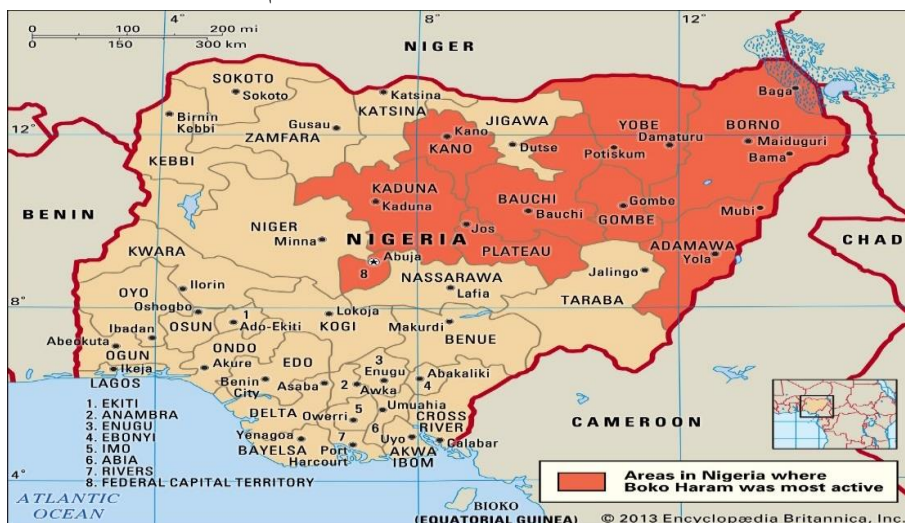 4°
8°
12°
0 100 200 mi
0 150 300 km
NIGER
SOKOTO
Sokoto
Katsina
KATSINA
Birnin
Kebbi
Gusau
ZAMFARA
JIGAWA
Dutse
Kano
KANO
YOBE
Damaturu
Potiskum
Baga
BORNO
Maiduguri
Bama
12°
KEBBI
KADUNA
Kaduna
BAUCHI
Bauchi
Gombe
GOMBE
Mubi
BENIN
NIGER
Minna
NIGERIA
Jos
PLATEAU
ADAMAWA
Yola
CHAD
KWARA
Abuja
8
NASSARAWA
Lafia
Jalingo
TARABA
8°
OYO
Ilorin
Oshogbo
1
Ado-Ekiti
Lokoja
KOGI
Makurdi
BENUE
Ibadan
OSUN
Abeokuta
OGUN
Ikeja
ONDO
Akure
EDO
Benin
City
Asaba
2
3
Enugu
Awka
4
Abakaliki
LAGOS
DELTA
Owerri
5
Umuahia
6
CROSS
RIVER
Yenagoa
BAYELSA
7
Port
Harcourt
Uyo
AKWA
IBOM
Calabar
CAMEROON
1. EKITI
2. ANAMBRA
3. ENUGU
4. EBONYI
5. IMO
6. ABIA
7. RIVERS
8. FEDERAL CAPITAL TERRITORY
4°
ATLANTIC
OCEAN
BIOKO
(EQUATORIAL GUINEA)
Areas in Nigeria where
Boko Haram was most active
© 2013 Encyclopædia Britannica, Inc.